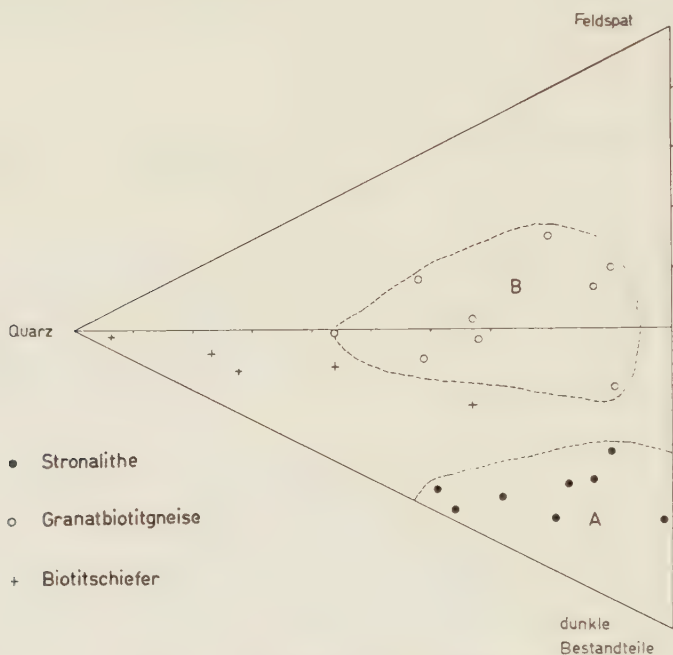 Feldspat
B
Quarz
Stronalithe
Granatbiotitgneise
A
Biotitschiefer
dunkle
Bestandteile